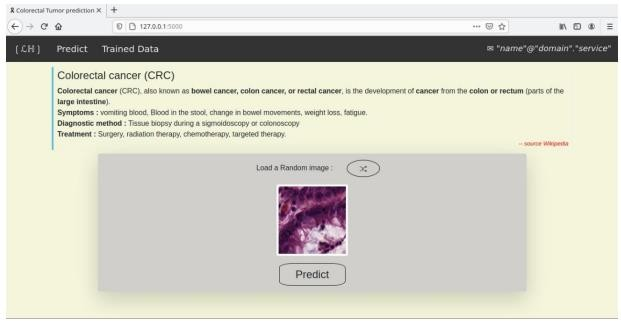 Colorectal Tumor prediction ×
127.0.0.1:5000
{ ℒℍ } Predict Trained Data ✉ "name"@"domain"."service"
Colorectal cancer (CRC)
Colorectal cancer (CRC), also known as bowel cancer, colon cancer, or rectal cancer, is the development of cancer from the colon or rectum (parts of the
large intestine).
Symptoms : vomiting blood, Blood in the stool, change in bowel movements, weight loss, fatigue.
Diagnostic method : Tissue biopsy during a sigmoidoscopy or colonoscopy
Treatment : Surgery, radiation therapy, chemotherapy, targeted therapy.
-- source Wikipedia
Load a Random image :
Predict